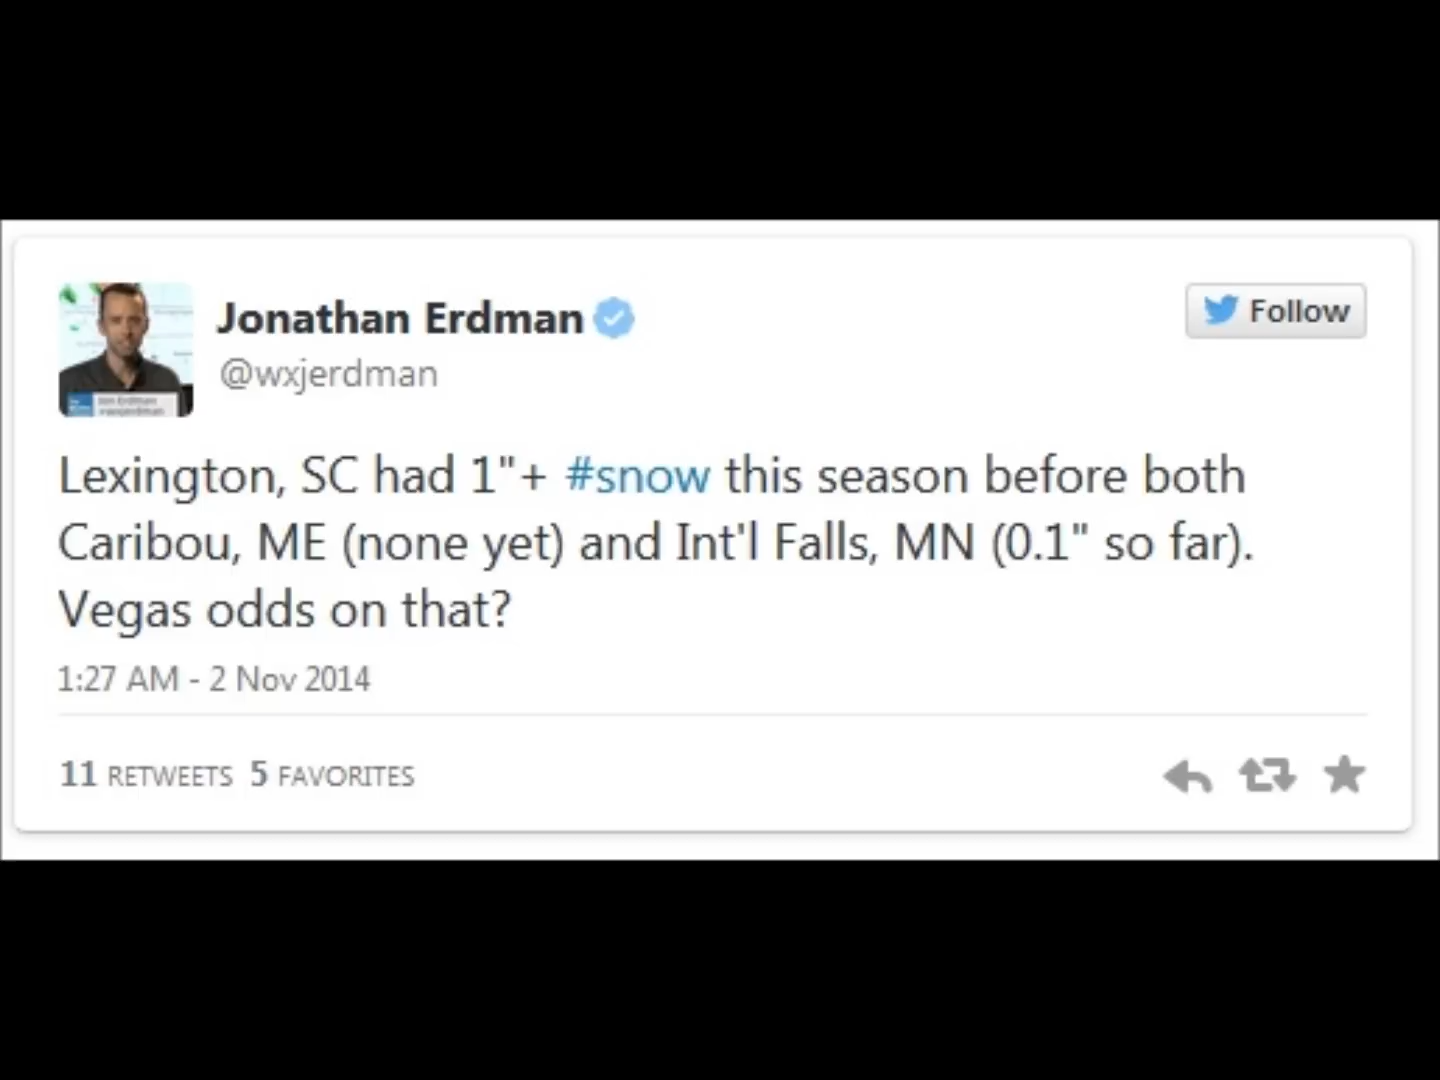 Jonathan Erdman
Follow
@wxjerdman
Jon Erdman
Lexington, SC had 1"+ #snow this season before both
Caribou, ME (none yet) and Int'l Falls, MN (0.1" so far).
Vegas odds on that?
1:27 AM - 2 Nov 2014
11 RETWEETS 5 FAVORITES